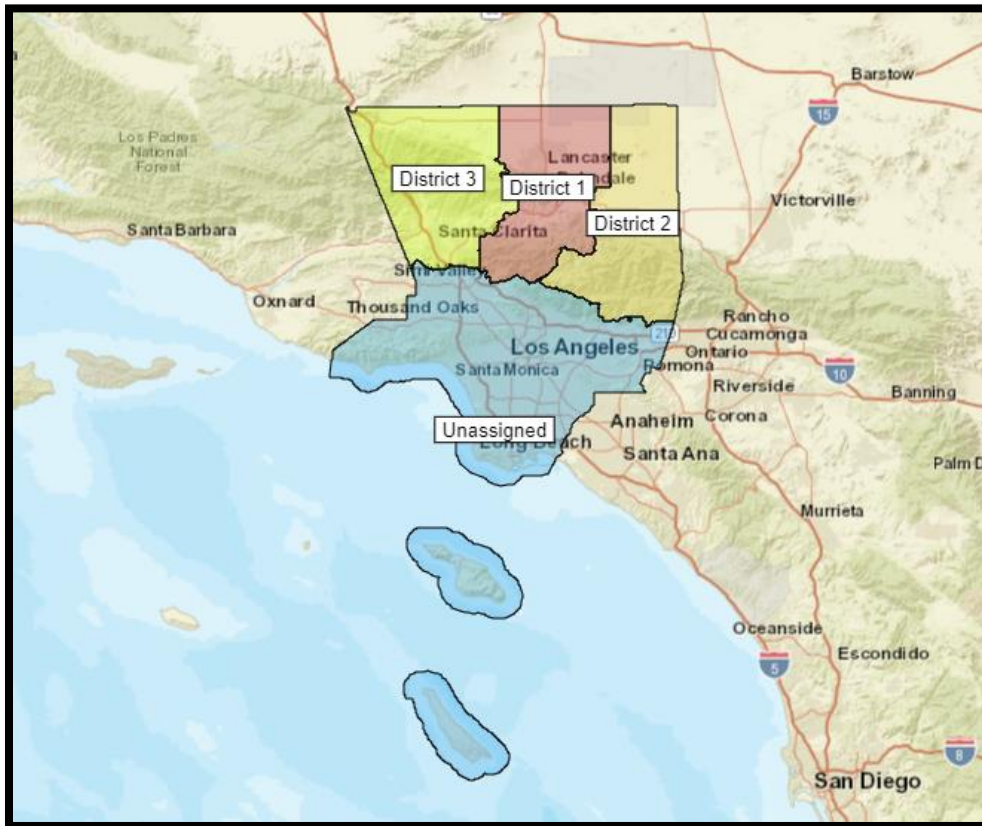 Barstow
15
Los Padres
National
Forest
Lancaster
District 3
District 1
Victorville
Santa Barbara
Santa Clarita
District 2
Simi Valley
Oxnard
Thousand Oaks
Rancho
Cucamonga
210
Los Angeles
Ontario
Santa Monica
Pomona
10
Riverside
Banning
Anaheim
Corona
Unassigned
Long Beach
Santa Ana
Palm D
Murrieta
Oceanside
Escondido
5
8
San Diego